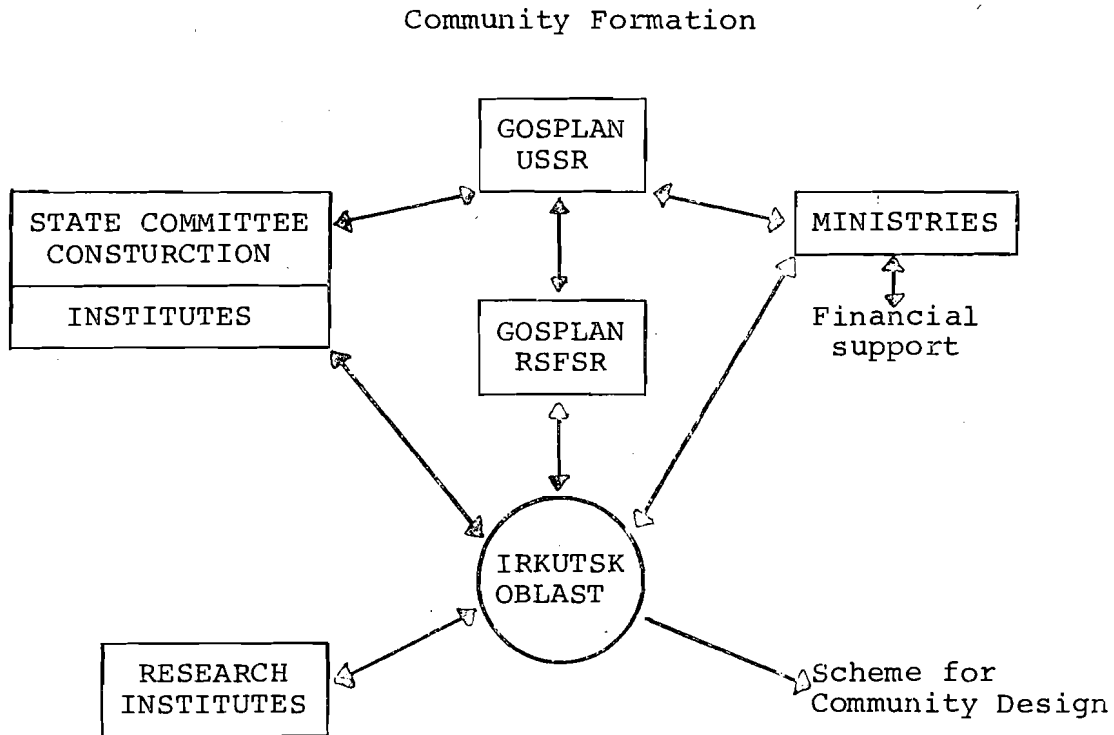 Community Formation
GOSPLAN
USSR
STATE COMMITTEE
CONSTURCTION
INSTITUTES
MINISTRIES
Financial
support
GOSPLAN
RSFSR
IRKUTSK
OBLAST
RESEARCH
INSTITUTES
Scheme for
Community Design